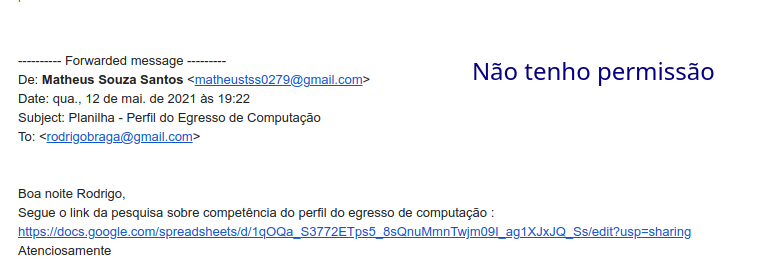 ---------- Forwarded message ---------
De: Matheus Souza Santos <matheustss0279@gmail.com>
Não tenho permissão
Date: qua., 12 de mai. de 2021 às 19:22
Subject: Planilha - Perfil do Egresso de Computação
To: <rodrigobraga@gmail.com>
Boa noite Rodrigo,
Segue o link da pesquisa sobre competência do perfil do egresso de computação :
https://docs.google.com/spreadsheets/d/1qOQa_S3772ETps5_8sQnuMmnTwjm09I_ag1XJxJQ_Ss/edit?usp=sharing
Atenciosamente